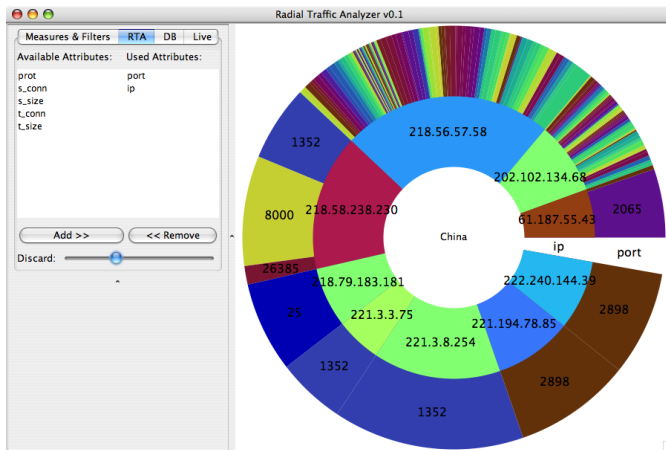 Radial Traffic Analyzer v0.1
Measures & Filters RTA DB Live
Available Attributes: Used Attributes:
prot port
s_conn ip
s_size
t_conn
t_size
Add >> << Remove
Discard:
218.56.57.58
1352
202.102.134.68
8000
218.58.238.230
61.187.55.43
2065
China
ip
port
26385
218.79.183.181
222.240.144.39
25
221.3.3.75
221.194.78.85
2898
221.3.8.254
1352
2898
1352